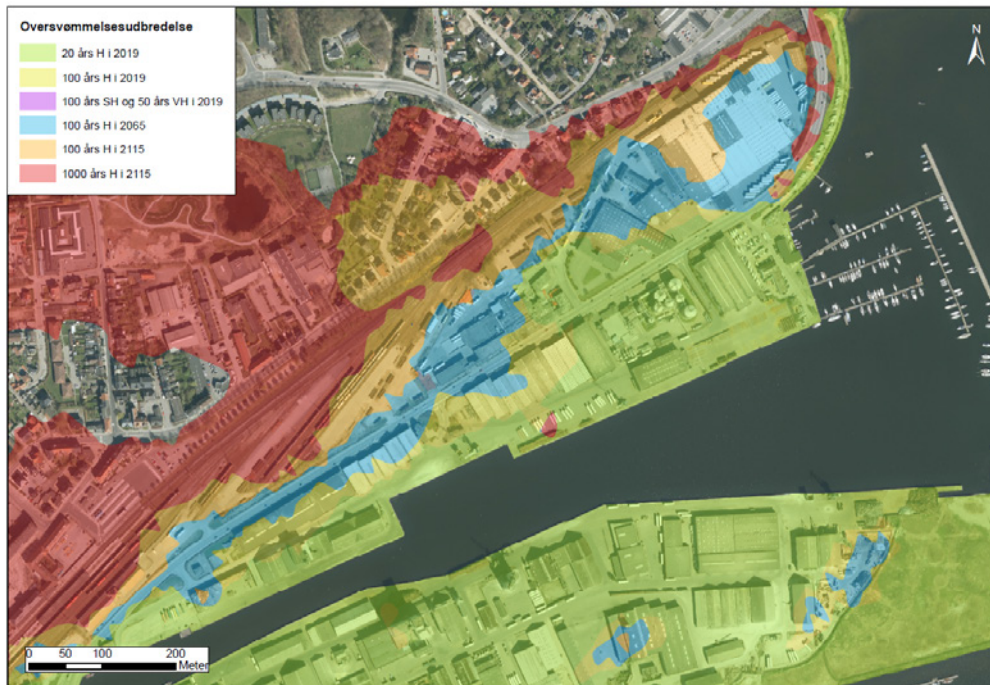 Oversvømmelsesudbredelse
20 års H i 2019
100 års H i 2019
100 års SH og 50 års VH i 2019
100 års H i 2065
100 års H i 2115
1000 års H i 2115
N
0 50 100 200
Meter